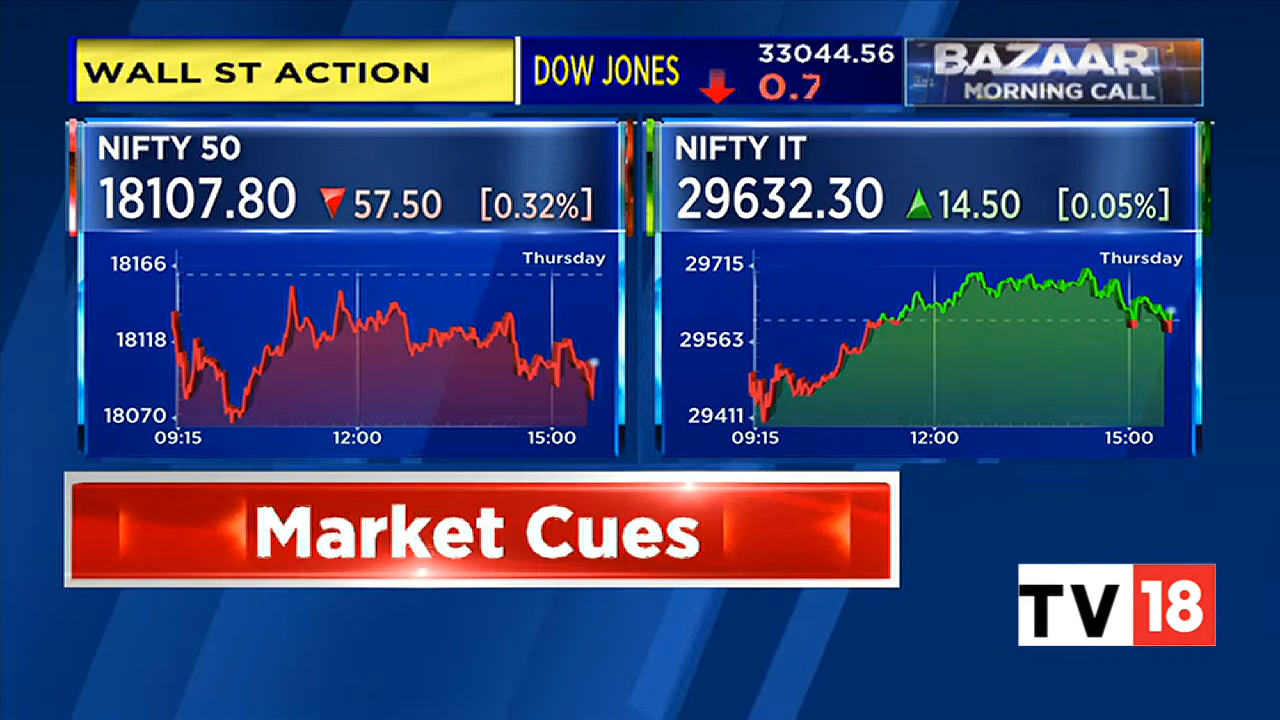 WALL ST ACTION
DOW JONES
33044.56
0.7
BAZAAR
MORNING CALL
NIFTY 50
18107.80 57.50 [0.32%]
Thursday
18166
18118
18070
09:15 12:00 15:00
NIFTY IT
29632.30 14.50 [0.05%]
Thursday
29715
29563
29411
09:15 12:00 15:00
Market Cues
TV18